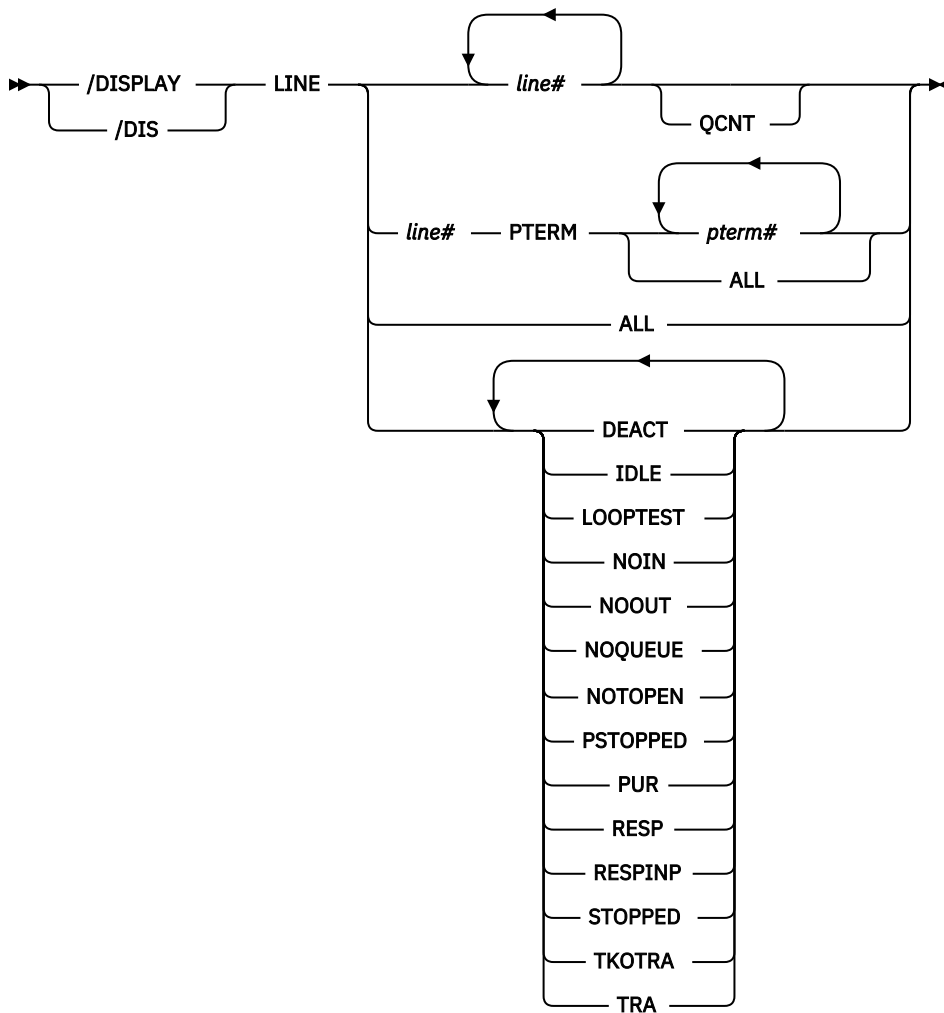 /DISPLAY LINE line#
/DIS QCNT
line# PTERM pterm#
ALL
ALL
DEACT
IDLE
LOOPTEST
NOIN
NOOUT
NOQUEUE
NOTOPEN
PSTOPPED
PUR
RESP
RESPINP
STOPPED
TKOTRA
TRA